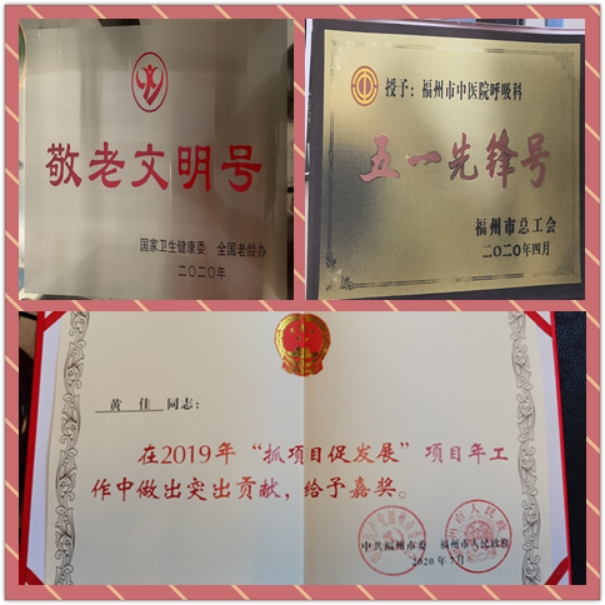 敬老文明号
国家卫生健康委 全国老龄办
二〇二〇年
授予：福州市中医院呼吸科
五一先锋号
福州市总工会
二〇二〇年四月
黄佳 同志：
在2019年“抓项目促发展”项目年工
作中做出突出贡献，给予嘉奖。
中共福州市委 福州市人民政府
2020年7月